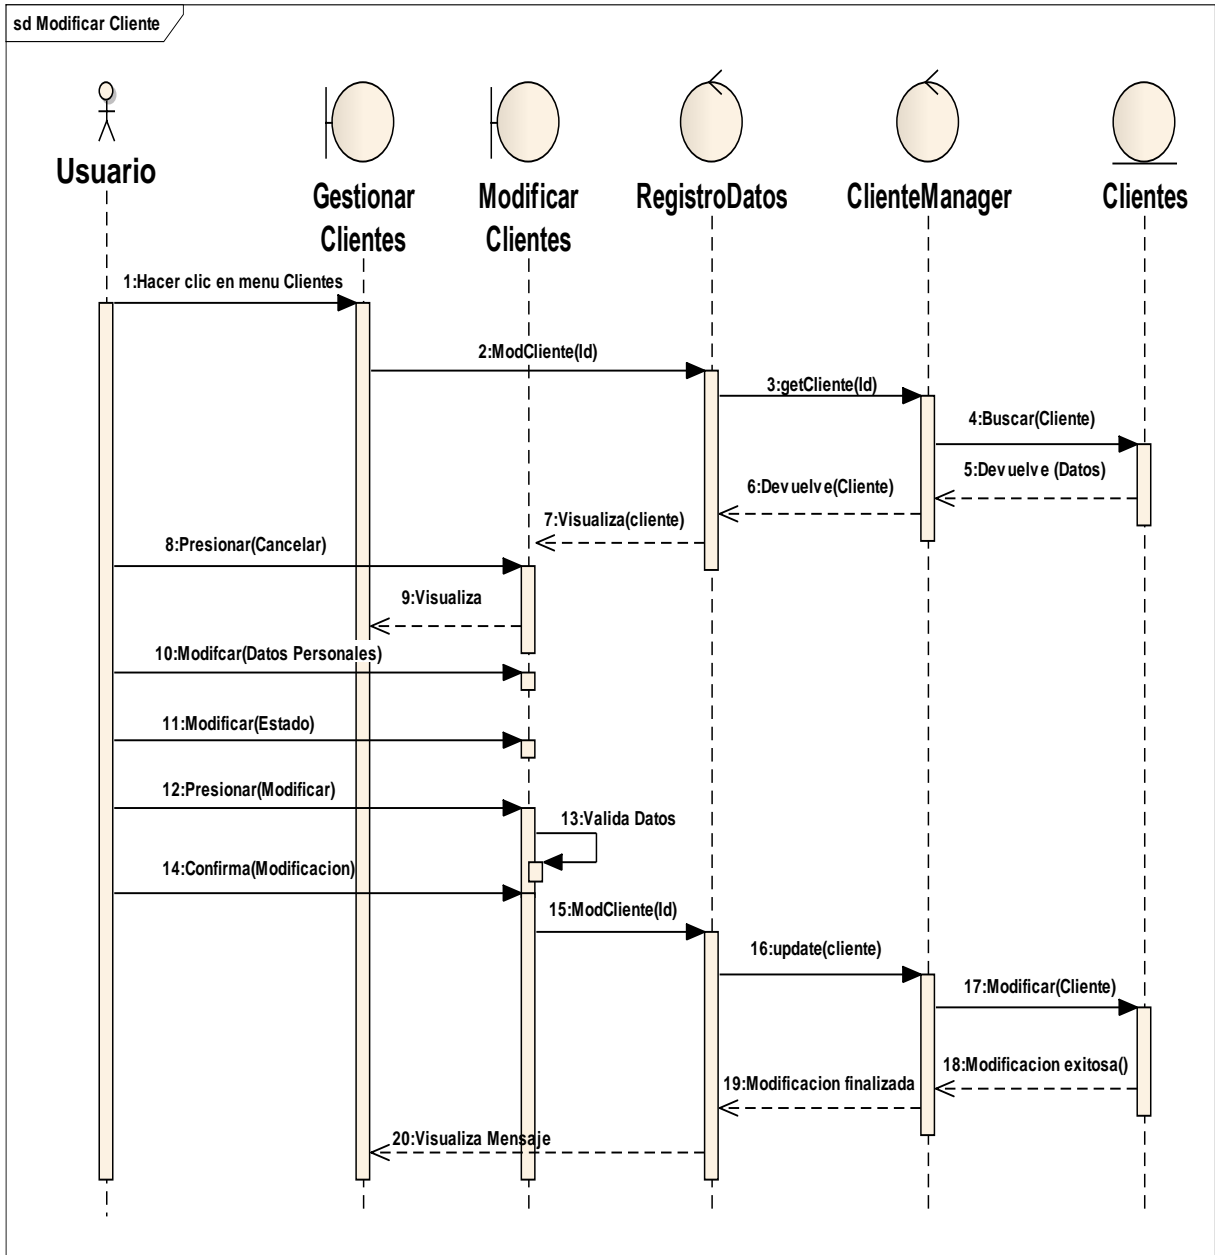 sd Modificar Cliente
Usuario
Gestionar
Clientes
Modificar
Clientes
RegistroDatos
ClienteManager
Clientes
1:Hacer clic en menu Clientes
2:ModCliente(Id)
3:getCliente(Id)
4:Buscar(Cliente)
5:Devuelve (Datos)
6:Devuelve(Cliente)
7:Visualiza(cliente)
8:Presionar(Cancelar)
9:Visualiza
10:Modifcar(Datos Personales)
11:Modificar(Estado)
12:Presionar(Modificar)
13:Valida Datos
14:Confirma(Modificacion)
15:ModCliente(Id)
16:update(cliente)
17:Modificar(Cliente)
18:Modificacion exitosa()
19:Modificacion finalizada
20:Visualiza Mensaje